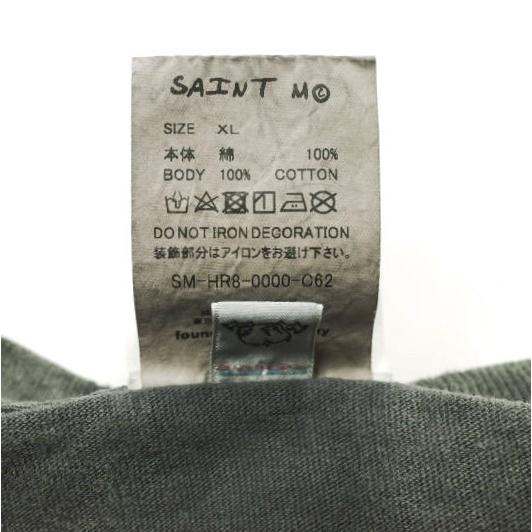 SAINT M
SIZE XL
本体 綿 100%
BODY 100% COTTON
DO NOT IRON DEGORATION
装飾部分はアイロンをお避け下さい。
SM-HR8-0000-C62